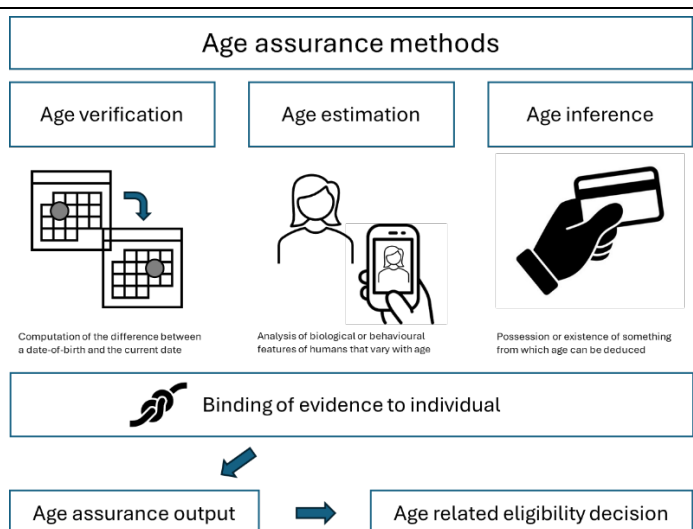 Age assurance methods
Age verification
Age estimation
Age inference
Computation of the difference between
a date-of-birth and the current date
Analysis of biological or behavioural
features of humans that vary with age
Possession or existence of something
from which age can be deduced
Binding of evidence to individual
Age assurance output
Age related eligibility decision